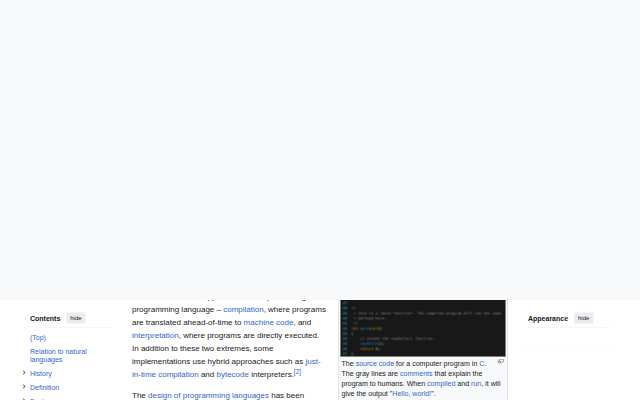 Contents hide
(Top)
Relation to natural
languages
History
Definition
programming language – compilation, where programs
are translated ahead-of-time to machine code, and
interpretation, where programs are directly executed.
In addition to these two extremes, some
implementations use hybrid approaches such as just-
in-time compilation and bytecode interpreters.[2]
The design of programming languages has been
The source code for a computer program in C.
The gray lines are comments that explain the
program to humans. When compiled and run, it will
give the output "Hello, world!".
Appearance hide